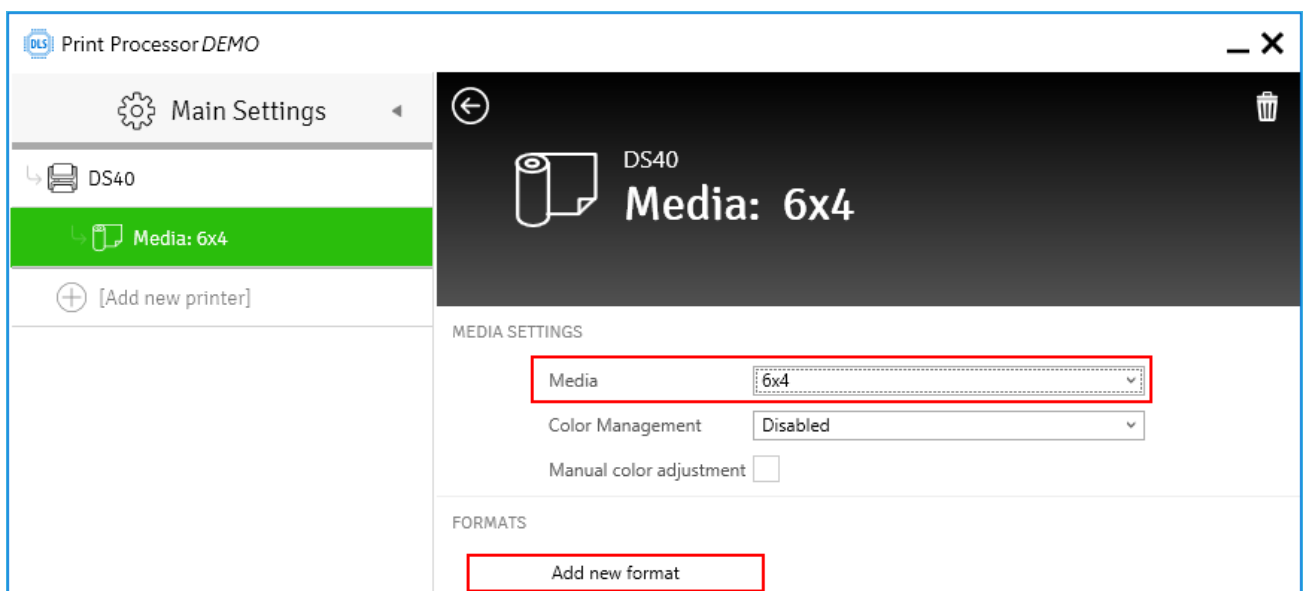 DLS Print Processor DEMO
Main Settings
DS40
Media: 6x4
[Add new printer]
DS40
Media: 6x4
MEDIA SETTINGS
Media 6x4
Color Management Disabled
Manual color adjustment
FORMATS
Add new format